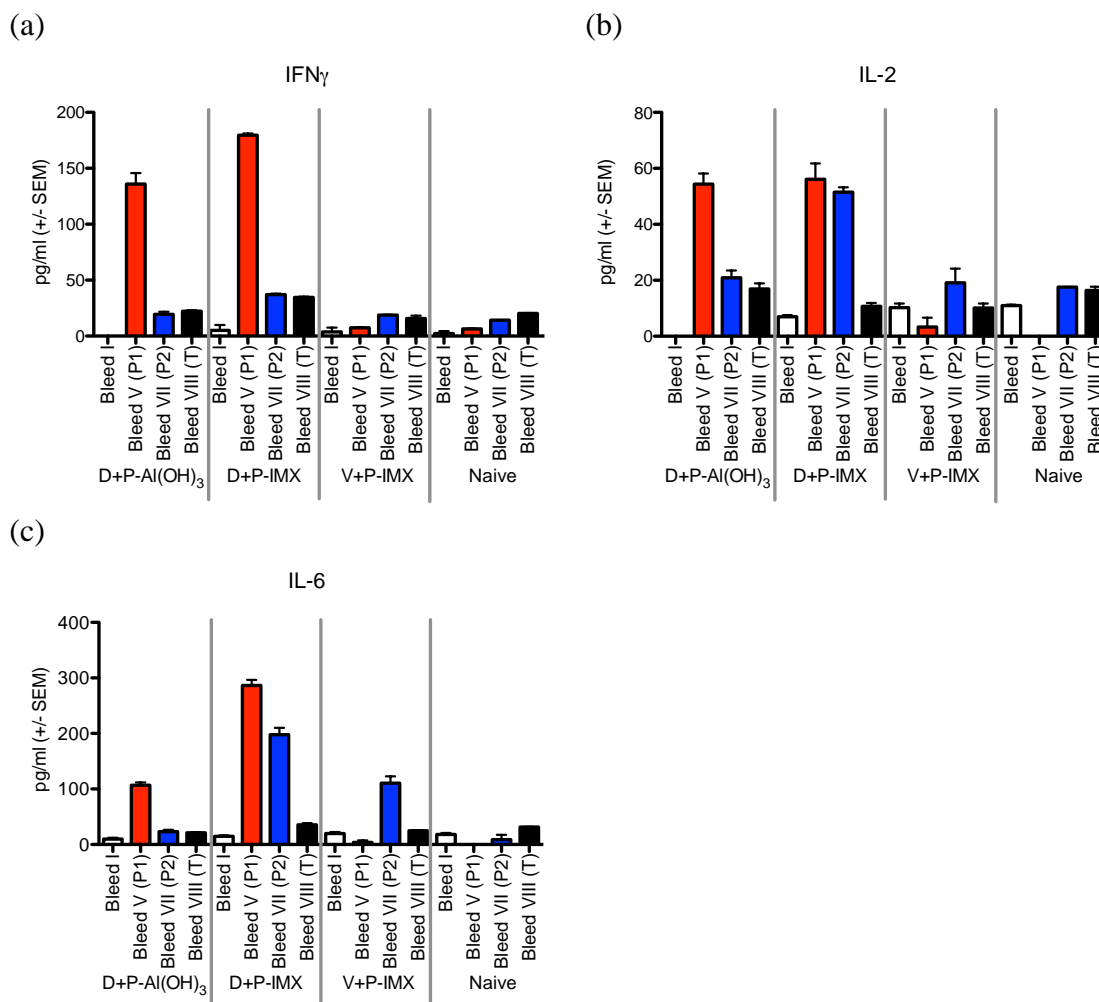 (a)
IFNγ
pg/ml (+/- SEM)
200
150
100
50
0
Bleed I
Bleed V (P1)
Bleed VII (P2)
Bleed VIII (T)
Bleed I
Bleed V (P1)
Bleed VII (P2)
Bleed VIII (T)
Bleed I
Bleed V (P1)
Bleed VII (P2)
Bleed VIII (T)
Bleed I
Bleed V (P1)
Bleed VII (P2)
Bleed VIII (T)
D+P-Al(OH)3 D+P-IMX V+P-IMX Naive
(b)
IL-2
pg/ml (+/- SEM)
80
60
40
20
0
Bleed I
Bleed V (P1)
Bleed VII (P2)
Bleed VIII (T)
Bleed I
Bleed V (P1)
Bleed VII (P2)
Bleed VIII (T)
Bleed I
Bleed V (P1)
Bleed VII (P2)
Bleed VIII (T)
Bleed I
Bleed V (P1)
Bleed VII (P2)
Bleed VIII (T)
D+P-Al(OH)3 D+P-IMX V+P-IMX Naive
(c)
IL-6
pg/ml (+/- SEM)
400
300
200
100
0
Bleed I
Bleed V (P1)
Bleed VII (P2)
Bleed VIII (T)
Bleed I
Bleed V (P1)
Bleed VII (P2)
Bleed VIII (T)
Bleed I
Bleed V (P1)
Bleed VII (P2)
Bleed VIII (T)
Bleed I
Bleed V (P1)
Bleed VII (P2)
Bleed VIII (T)
D+P-Al(OH)3 D+P-IMX V+P-IMX Naive